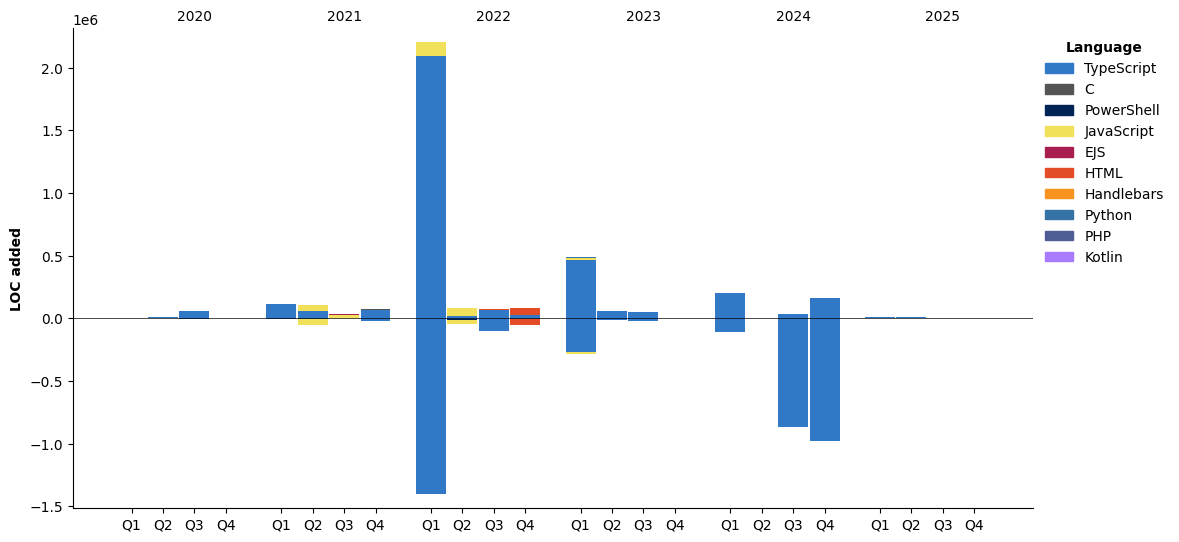 1e6
2020 2021 2022 2023 2024 2025
LOC added
2.0
1.5
1.0
0.5
0.0
−0.5
−1.0
−1.5
Q1 Q2 Q3 Q4 Q1 Q2 Q3 Q4 Q1 Q2 Q3 Q4 Q1 Q2 Q3 Q4 Q1 Q2 Q3 Q4 Q1 Q2 Q3 Q4
Language
TypeScript
C
PowerShell
JavaScript
EJS
HTML
Handlebars
Python
PHP
Kotlin